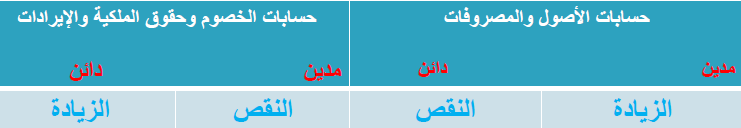 حسابات الأصول والمصروفات
حسابات الخصوم وحقوق الملكية والإيرادات
مدين
دائن
مدين
دائن
الزيادة
النقص
النقص
الزيادة